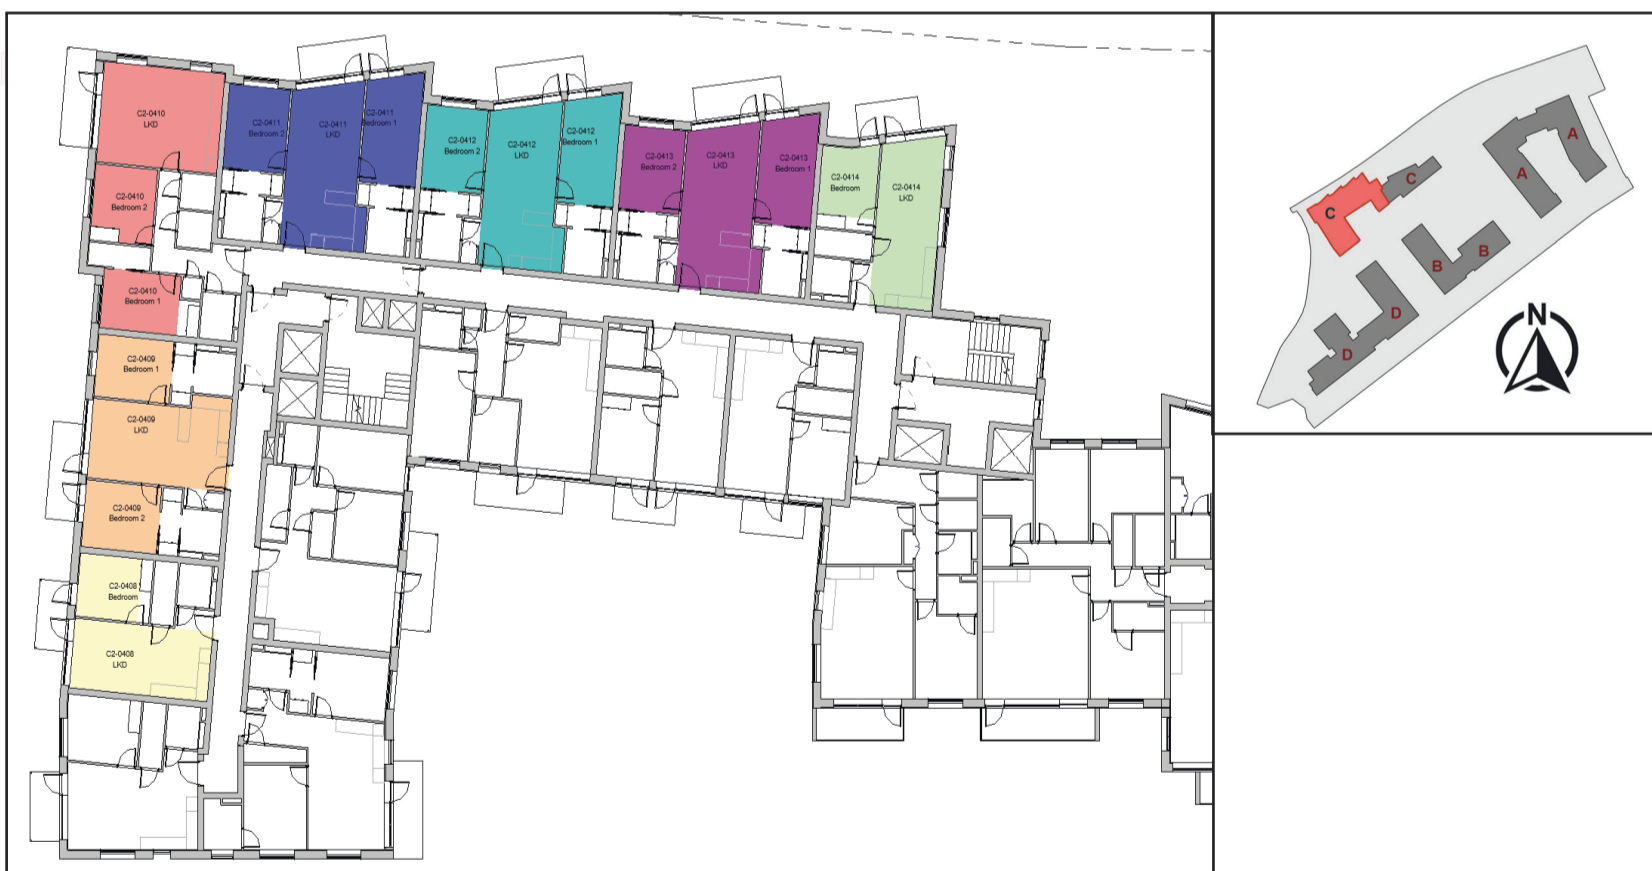 C2-0410
LKD
C2-0410
Bedroom 2
C2-0410
Bedroom 1
C2-0411
Bedroom 2
C2-0411
LKD
C2-0411
Bedroom 1
C2-0412
Bedroom 2
C2-0412
LKD
C2-0412
Bedroom 1
C2-0413
Bedroom 2
C2-0413
LKD
C2-0413
Bedroom 1
C2-0414
Bedroom
C2-0414
LKD
C2-0409
Bedroom 1
C2-0409
LKD
C2-0409
Bedroom 2
C2-0408
Bedroom
C2-0408
LKD
A
A
C
C
B
B
D
D
N